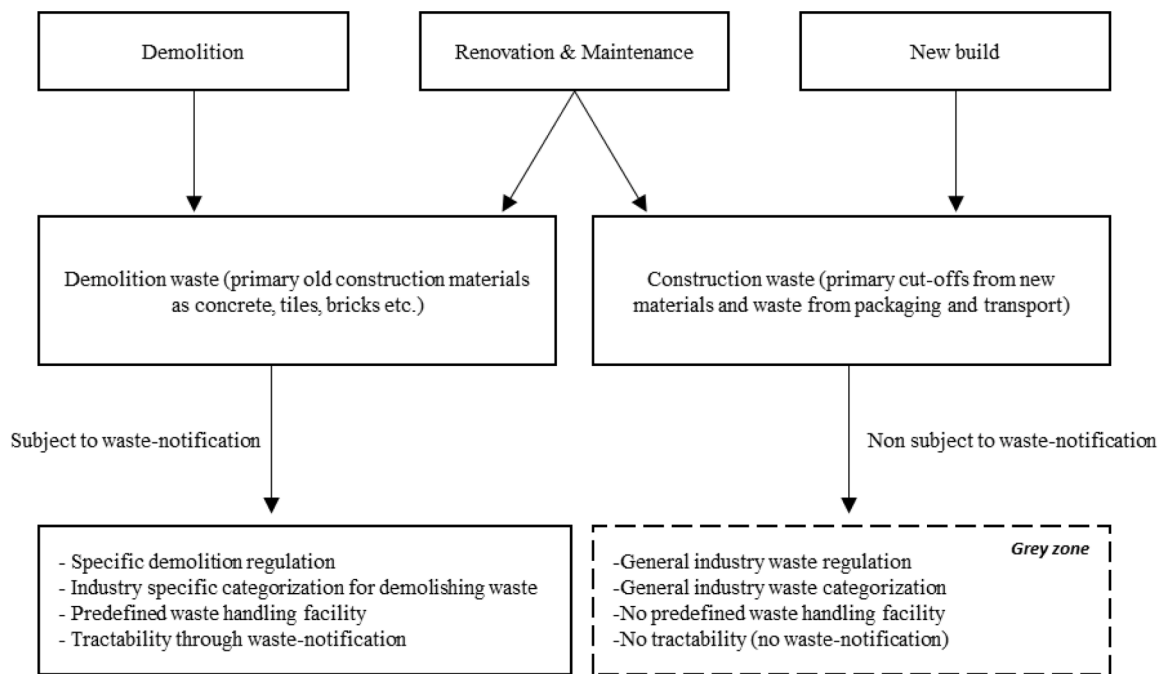 Demolition
Renovation & Maintenance
New build
Demolition waste (primary old construction materials
as concrete, tiles, bricks etc.)
Construction waste (primary cut-offs from new
materials and waste from packaging and transport)
Subject to waste-notification
Non subject to waste-notification
- Specific demolition regulation
- Industry specific categorization for demolishing waste
- Predefined waste handling facility
- Tractability through waste-notification
Grey zone
-General industry waste regulation
-General industry waste categorization
-No predefined waste handling facility
-No tractability (no waste-notification)